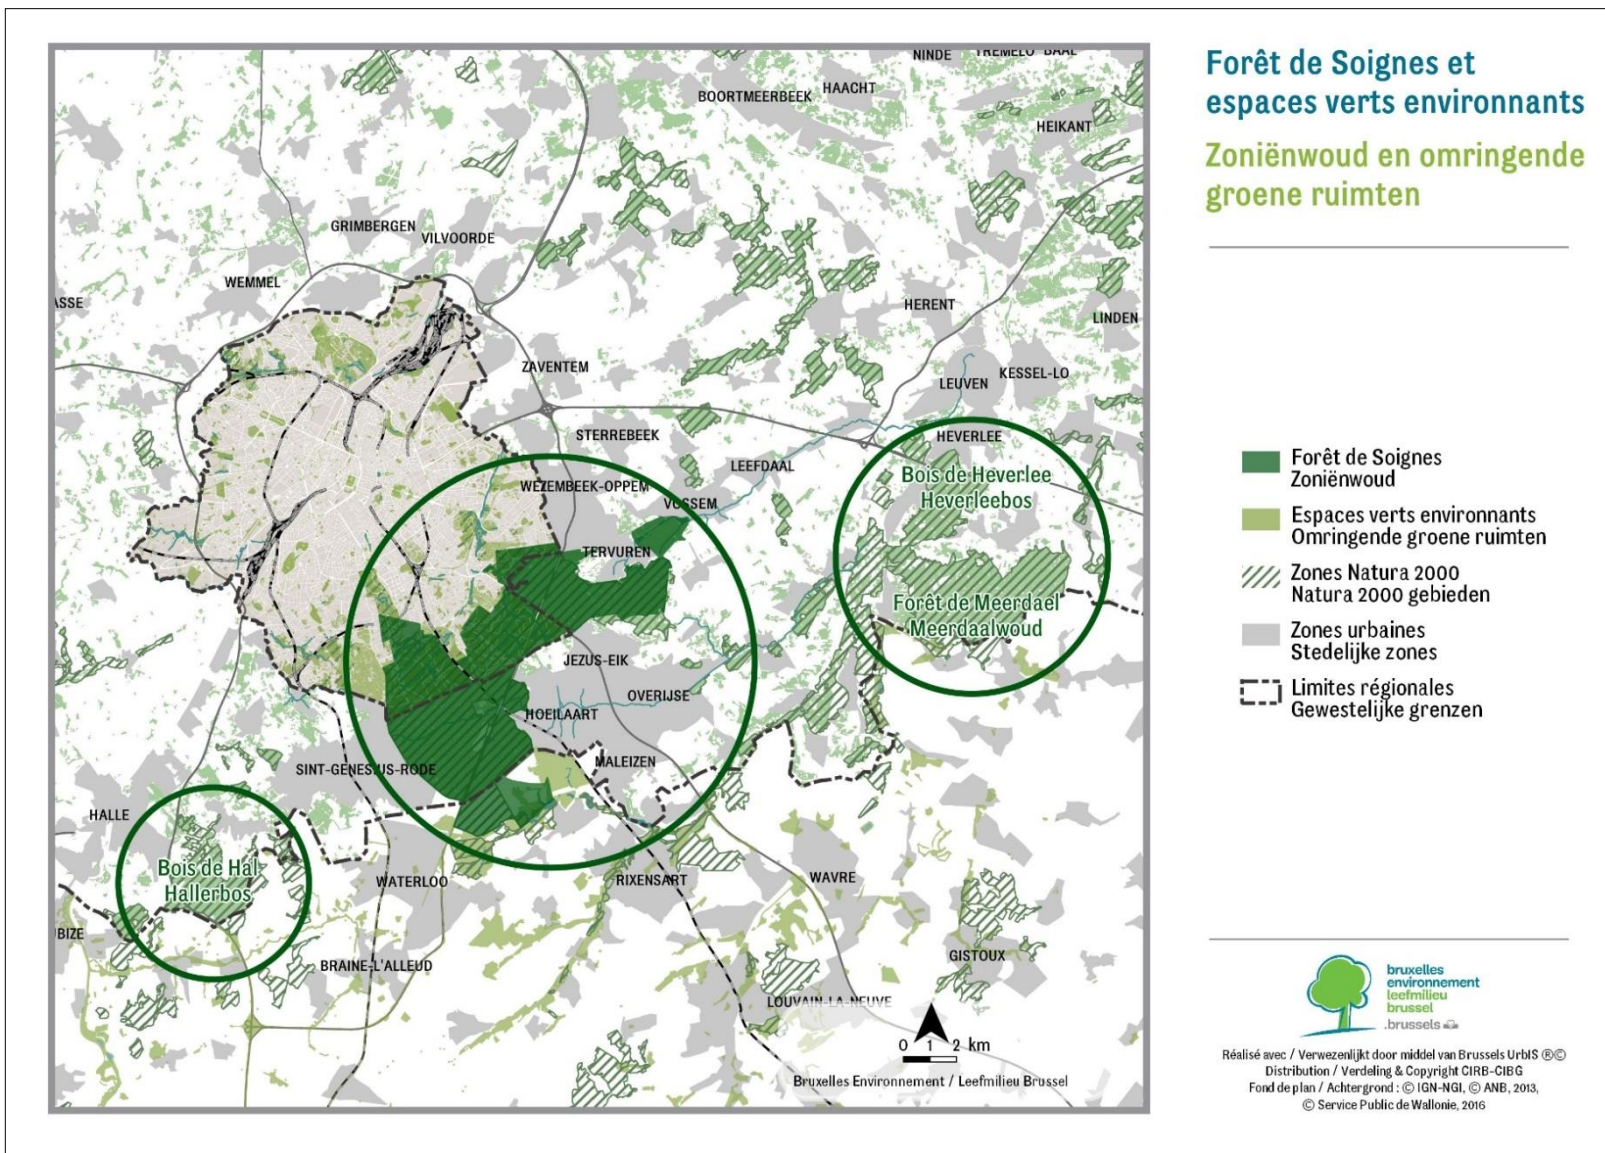 Forêt de Soignes et
espaces verts environnants
Zoniënwoud en omringende
groene ruimten
NINDE
TREMELO BAAL
BOORTMEERBEEK
HAACHT
HEIKANT
GRIMBERGEN
VILVOORDE
WEMMEL
ASSE
HERENT
LINDEN
ZAVENTEM
LEUVEN
KESSEL-LO
STERREBEEK
HEVERLEE
LEEFDAAL
WEZEMBEEK-OPPEM
VOSSEM
Bois de Heverlee
Heverleebos
TERVUREN
Forêt de Meerdael
Meerdaalwoud
JEZUS-EIK
OVERIJSE
HOEILAART
MALEIZEN
SINT-GENESIUS-RODE
HALLE
Bois de Hal
Hallerbos
WATERLOO
RIXENSART
WAVRE
UBIZE
BRAINE-L'ALLEUD
GISTOUX
LOUVAIN-LA-NEUVE
0 1 2 km
Bruxelles Environnement / Leefmilieu Brussel
Forêt de Soignes
Zoniënwoud
Espaces verts environnants
Omringende groene ruimten
Zones Natura 2000
Natura 2000 gebieden
Zones urbaines
Stedelijke zones
Limites régionales
Gewestelijke grenzen
bruxelles
environnement
leefmilieu
brussel
.brussels
Réalisé avec / Verwezenlijkt door middel van Brussels UrbIS ®©
Distribution / Verdeling & Copyright CIRB-CIBG
Fond de plan / Achtergrond : © IGN-NGI, © ANB, 2013,
© Service Public de Wallonie, 2016